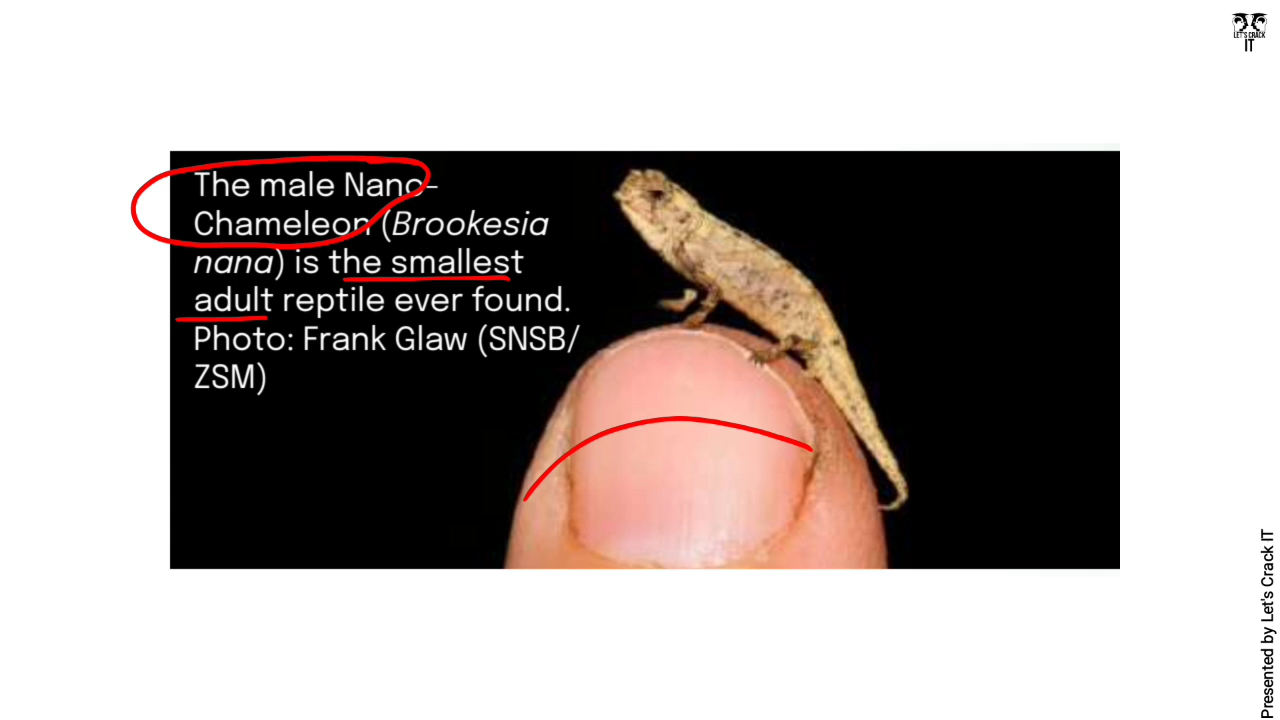 LET'S CRACK
IT
The male Nano-
Chameleon (Brookesia
nana) is the smallest
adult reptile ever found.
Photo: Frank Glaw (SNSB/
ZSM)
Presented by Let's Crack IT